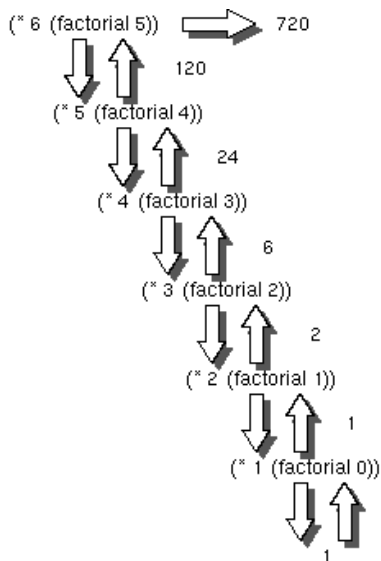 (* 6 (factorial 5)) 720
120
(* 5 (factorial 4))
24
(* 4 (factorial 3))
6
(* 3 (factorial 2))
2
(* 2 (factorial 1))
1
(* 1 (factorial 0))
1